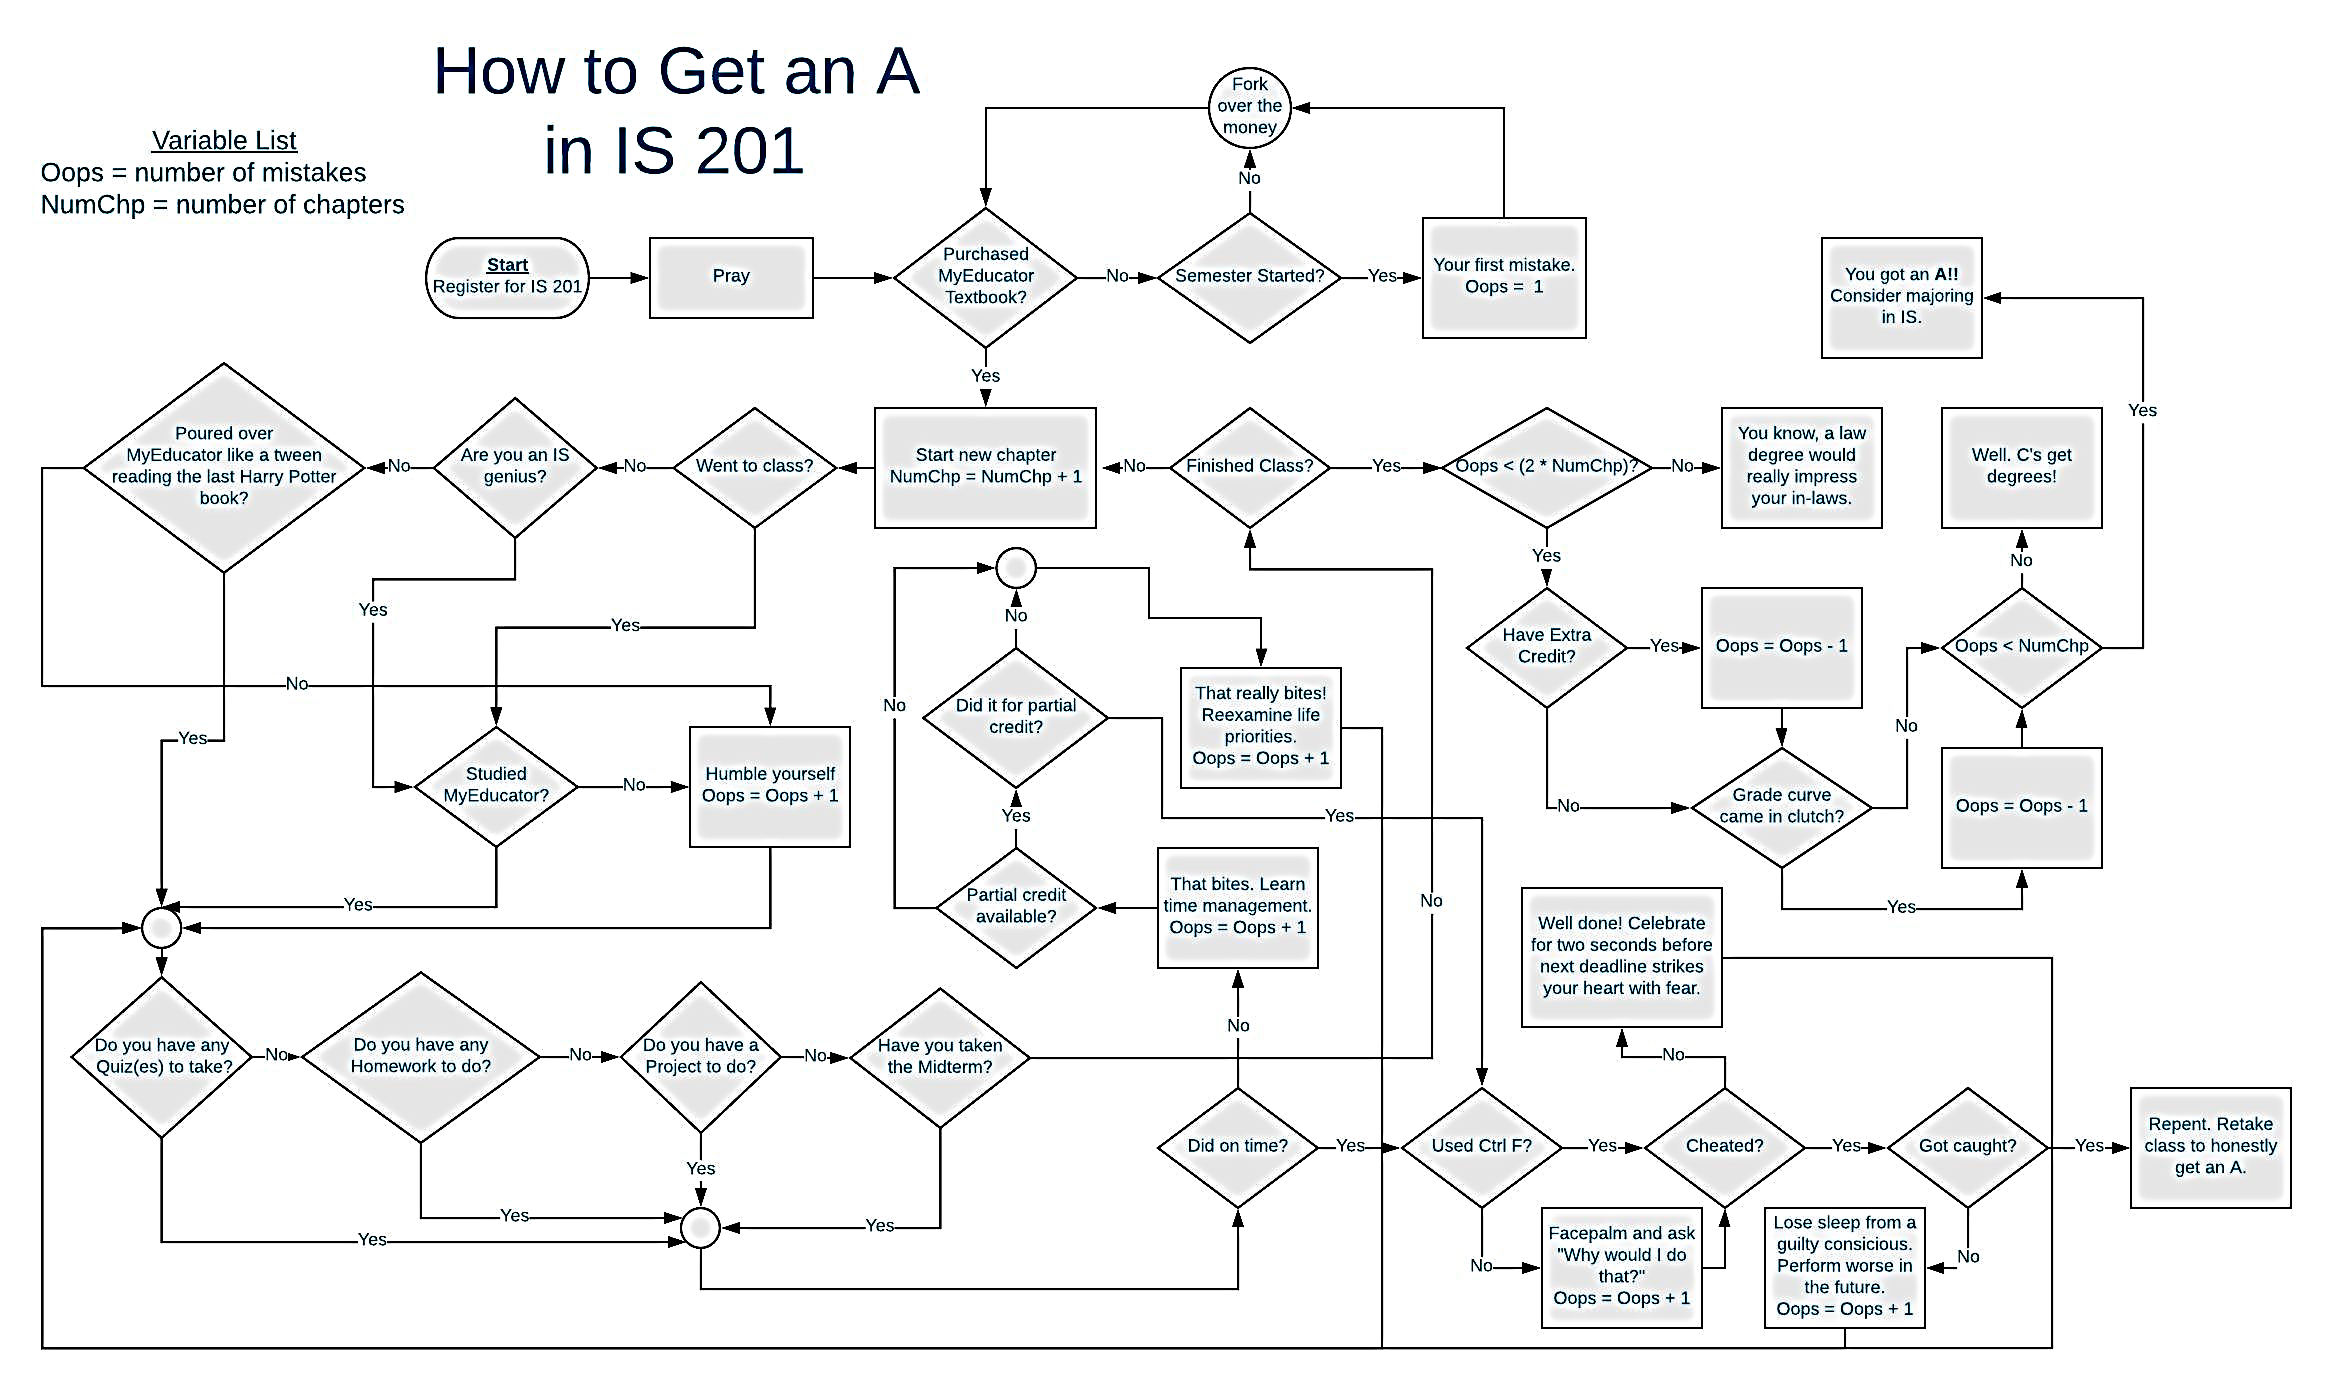 How to Get an A
in IS 201
Variable List
Oops = number of mistakes
NumChp = number of chapters
Fork
over the
money
No
Start
Register for IS 201
Pray
Purchased
MyEducator
Textbook?
No
Semester Started?
Yes
Your first mistake.
Oops =  1
You got an A!!
Consider majoring
in IS.
Yes
Yes
Poured over
MyEducator like a tween
reading the last Harry Potter
book?
No
Are you an IS
genius?
No
Went to class?
Start new chapter
NumChp = NumChp + 1
No
Finished Class?
Yes
Oops < (2 * NumChp)?
No
You know, a law
degree would
really impress
your in-laws.
Well. C's get
degrees!
Yes
No
Yes
Yes
No
No
Have Extra
Credit?
Yes
Oops = Oops - 1
Oops < NumChp
No
Yes
No
Did it for partial
credit?
That really bites!
Reexamine life
priorities.
Oops = Oops + 1
No
Studied
MyEducator?
No
Humble yourself
Oops = Oops + 1
Yes
Yes
No
Grade curve
came in clutch?
Oops = Oops - 1
Yes
Partial credit
available?
That bites. Learn
time management.
Oops = Oops + 1
No
Yes
Well done! Celebrate
for two seconds before
next deadline strikes
your heart with fear.
No
No
Do you have any
Quiz(es) to take?
No
Do you have any
Homework to do?
No
Do you have a
Project to do?
No
Have you taken
the Midterm?
Did on time?
Yes
Used Ctrl F?
Yes
Cheated?
Yes
Got caught?
Yes
Repent. Retake
class to honestly
get an A.
Yes
Yes
Yes
Yes
No
Facepalm and ask
"Why would I do
that?"
Oops = Oops + 1
Lose sleep from a
guilty consicious.
Perform worse in
the future.
Oops = Oops + 1
No